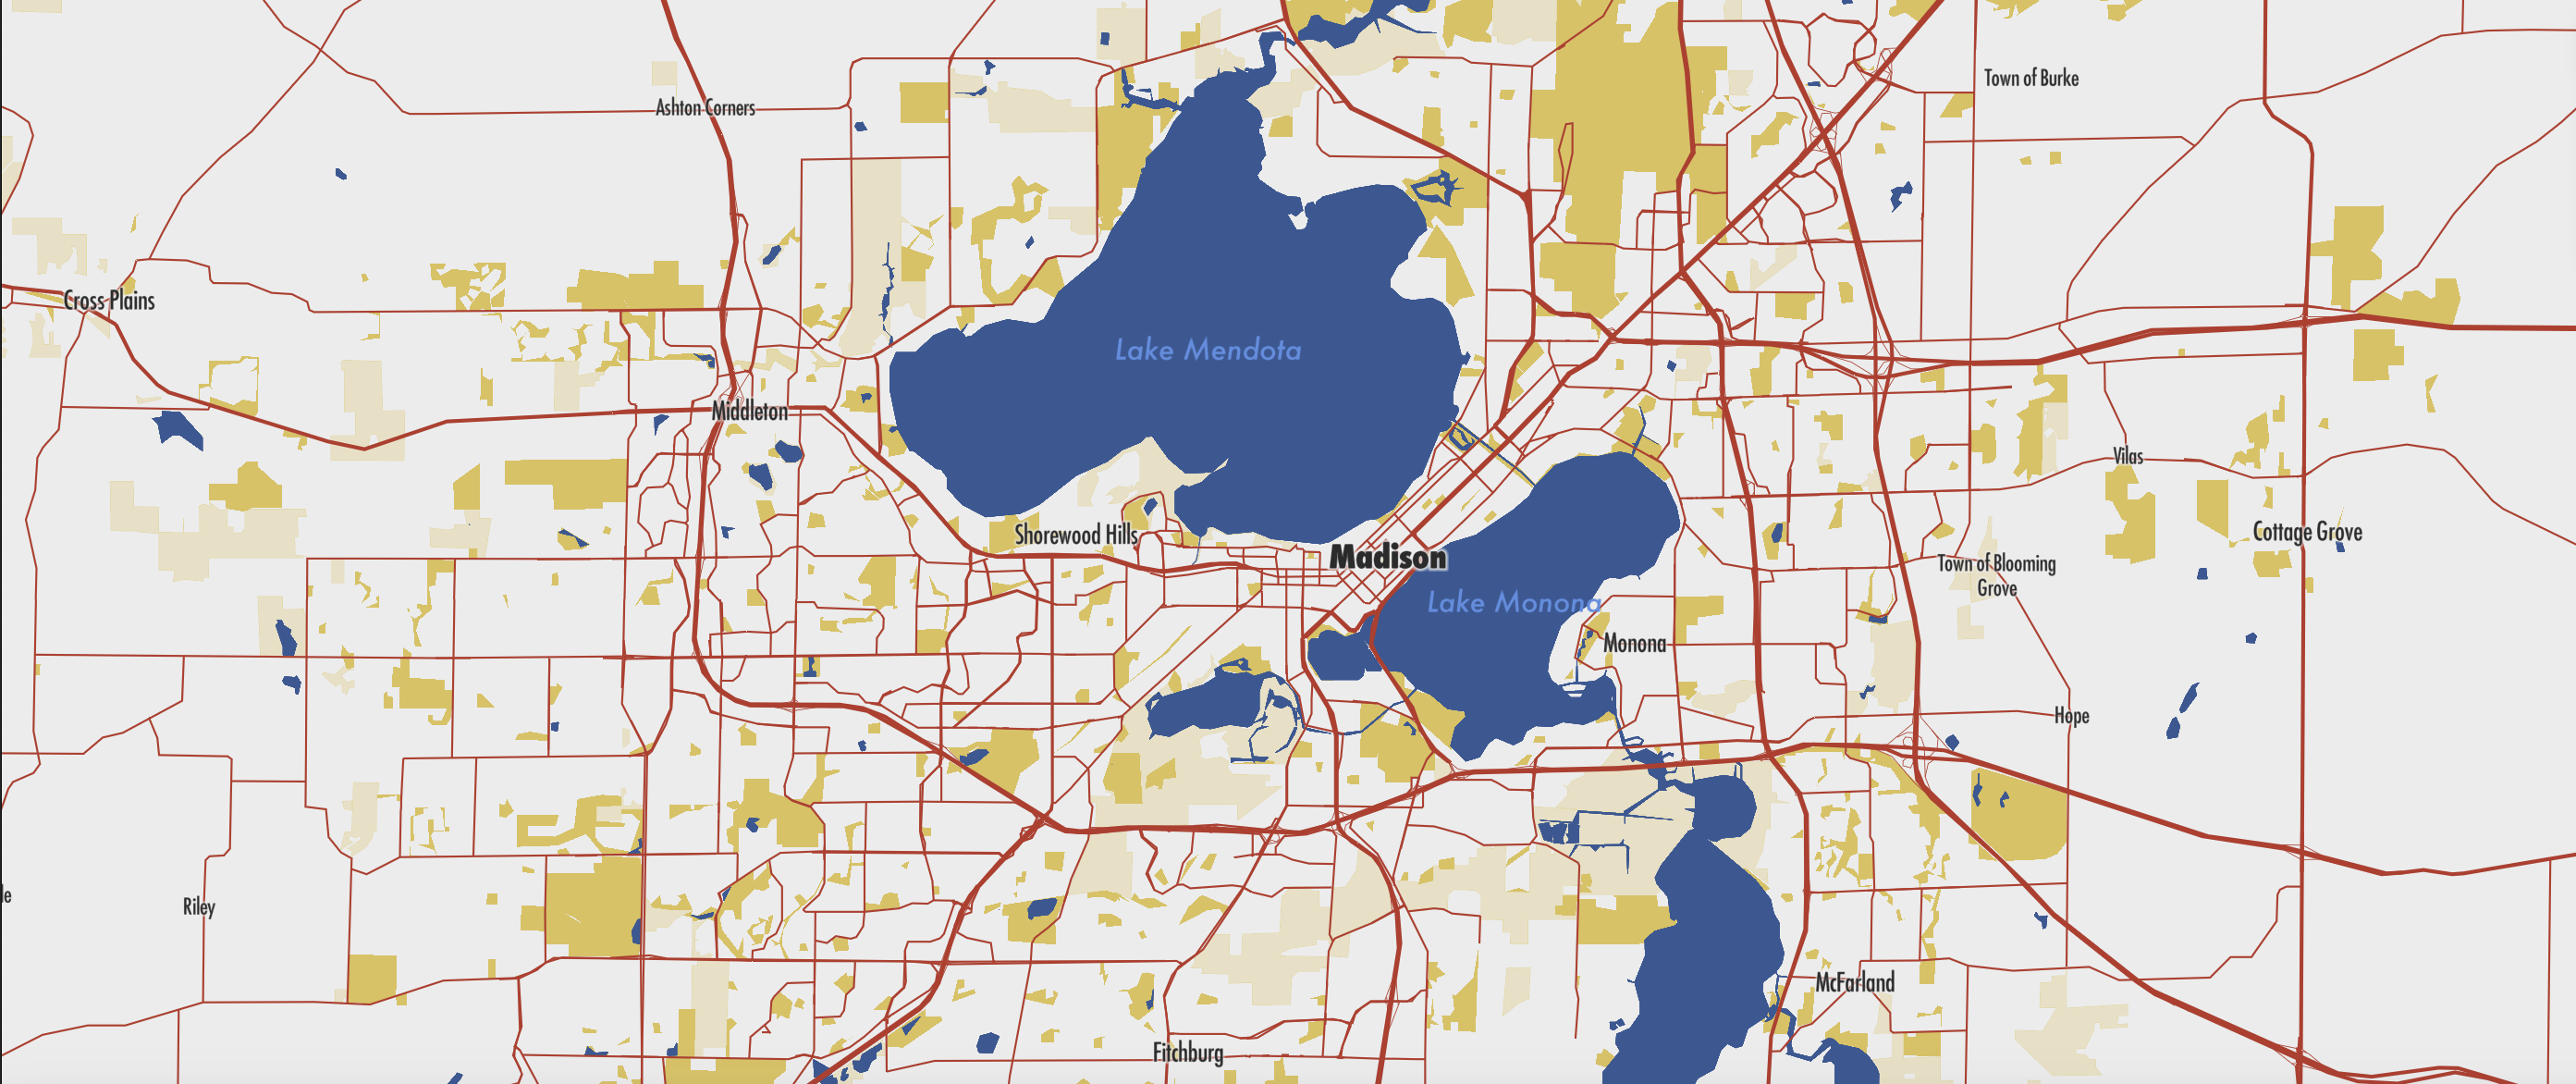 Town of Burke
Ashton Corners
Cross Plains
Lake Mendota
Middleton
Vilas
Shorewood Hills
Cottage Grove
Madison
Town of Blooming
Grove
Lake Monona
Monona
Hope
le
Riley
McFarland
Fitchburg